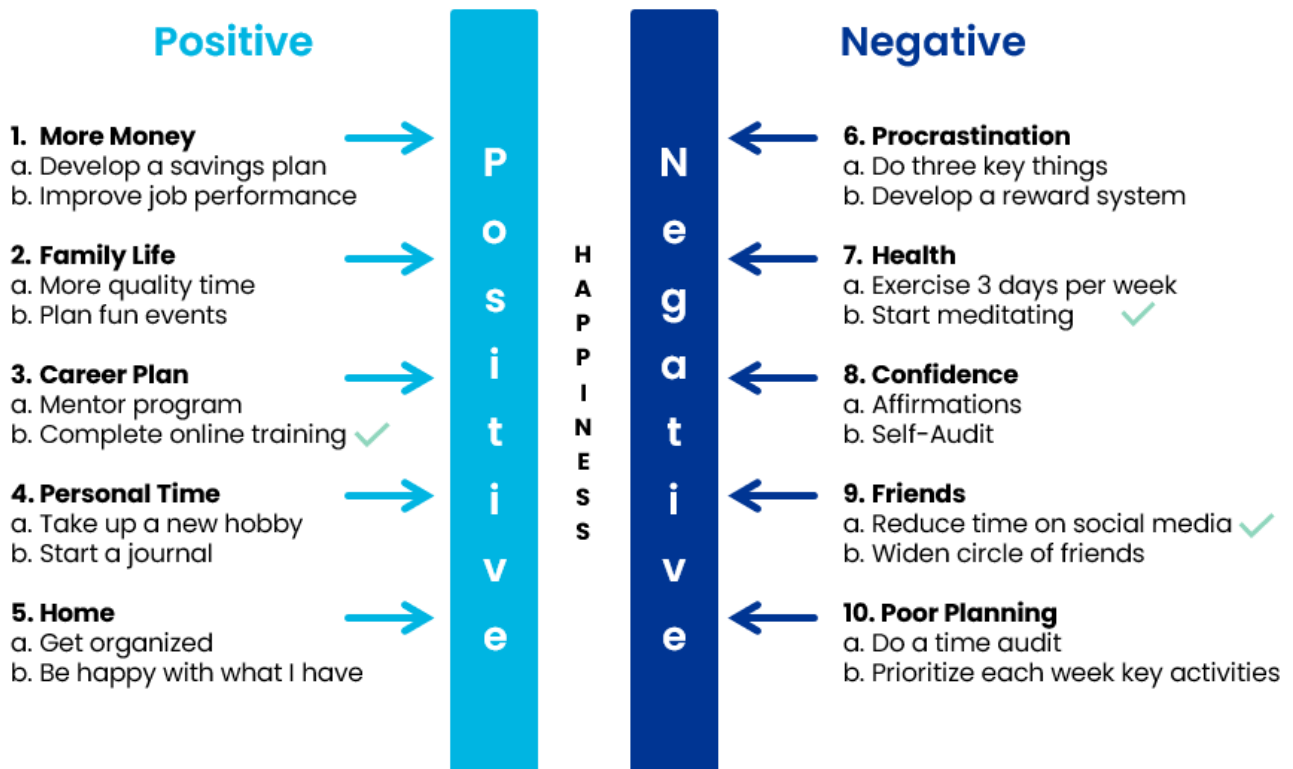 Positive
1. More Money
a. Develop a savings plan
b. Improve job performance
2. Family Life
a. More quality time
b. Plan fun events
3. Career Plan
a. Mentor program
b. Complete online training
4. Personal Time
a. Take up a new hobby
b. Start a journal
5. Home
a. Get organized
b. Be happy with what I have
Positive
HAPPINESS
Negative
Negative
6. Procrastination
a. Do three key things
b. Develop a reward system
7. Health
a. Exercise 3 days per week
b. Start meditating
8. Confidence
a. Affirmations
b. Self-Audit
9. Friends
a. Reduce time on social media
b. Widen circle of friends
10. Poor Planning
a. Do a time audit
b. Prioritize each week key activities